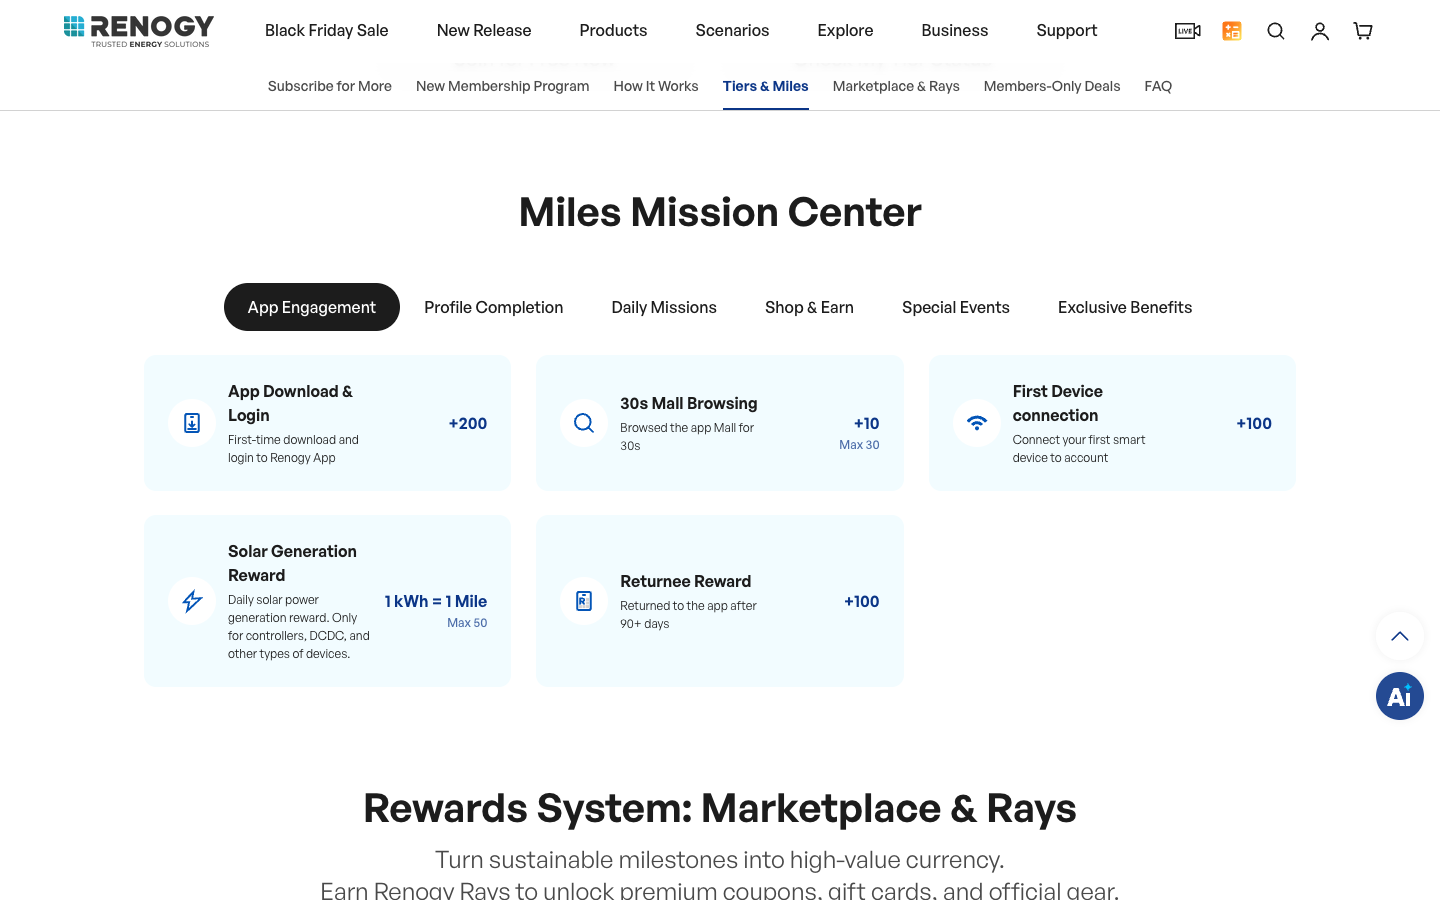 RENOGY
TRUSTED ENERGY SOLUTIONS
Black Friday Sale
New Release
Products
Scenarios
Explore
Business
Support
LIVE
Subscribe for More
New Membership Program
How It Works
Tiers & Miles
Marketplace & Rays
Members-Only Deals
FAQ
Miles Mission Center
App Engagement
Profile Completion
Daily Missions
Shop & Earn
Special Events
Exclusive Benefits
App Download &
Login
First-time download and
login to Renogy App
+200
30s Mall Browsing
Browsed the app Mall for
30s
+10
Max 30
First Device
connection
Connect your first smart
device to account
+100
Solar Generation
Reward
Daily solar power
generation reward. Only
for controllers, DCDC, and
other types of devices.
1 kWh = 1 Mile
Max 50
Returnee Reward
Returned to the app after
90+ days
+100
Ai
Rewards System: Marketplace & Rays
Turn sustainable milestones into high-value currency.
Earn Renogy Rays to unlock premium coupons, gift cards, and official gear.